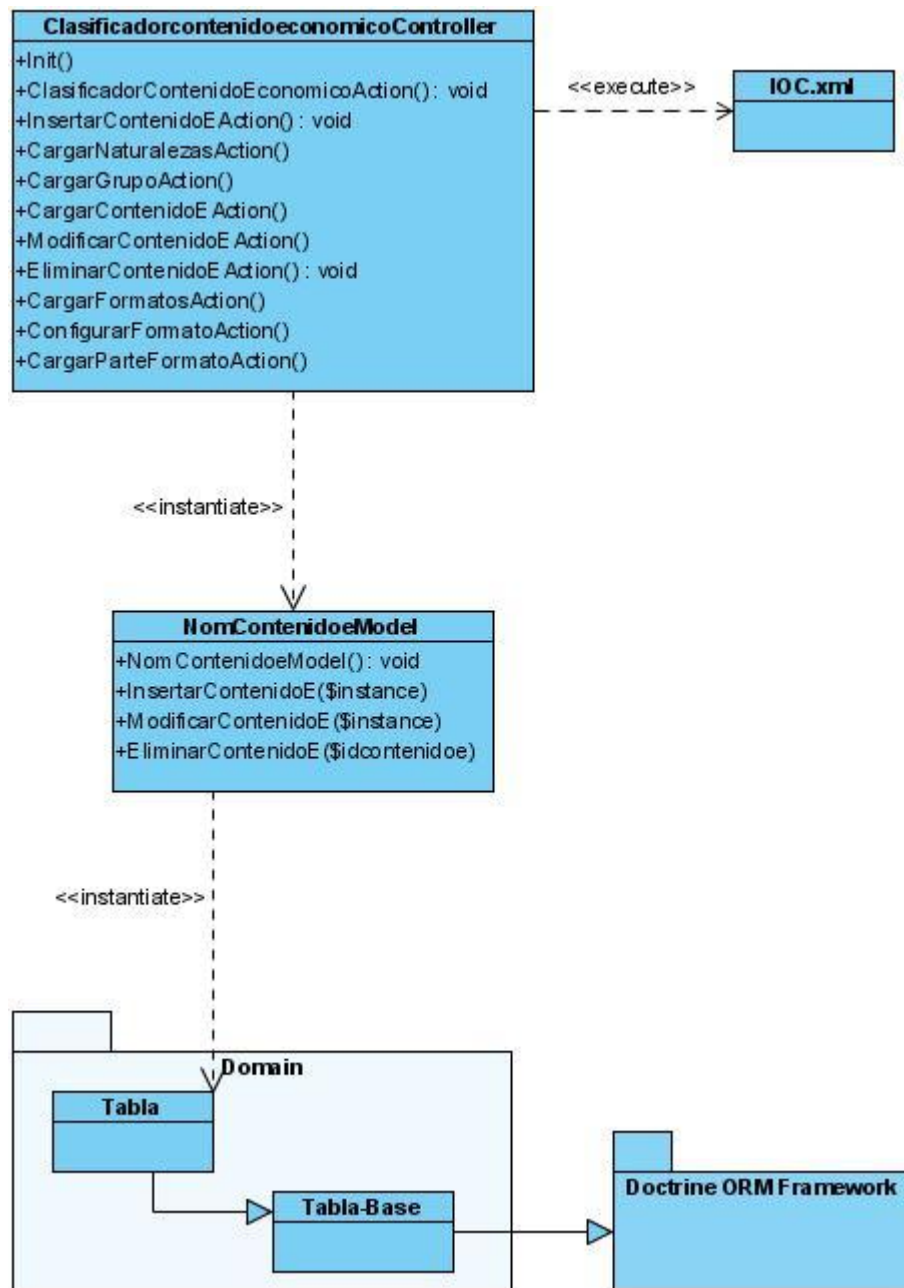 ClasificadorcontenidoeconomicoController
+Init()
+ClasificadorContenidoEconomicoAction() : void
+InsertarContenidoEAction() : void
+CargarNaturalezasAction()
+CargarGrupoAction()
+CargarContenidoEAction()
+ModificarContenidoEAction()
+EliminarContenidoEAction() : void
+CargarFormatosAction()
+ConfigurarFormatoAction()
+CargarParteFormatoAction()
<<execute>>
IOC.xml
<<instantiate>>
NomContenidoeModel
+NomContenidoeModel() : void
+InsertarContenidoE($instance)
+ModificarContenidoE($instance)
+EliminarContenidoE($idcontenidoe)
<<instantiate>>
Domain
Tabla
Tabla-Base
Doctrine ORM Framework